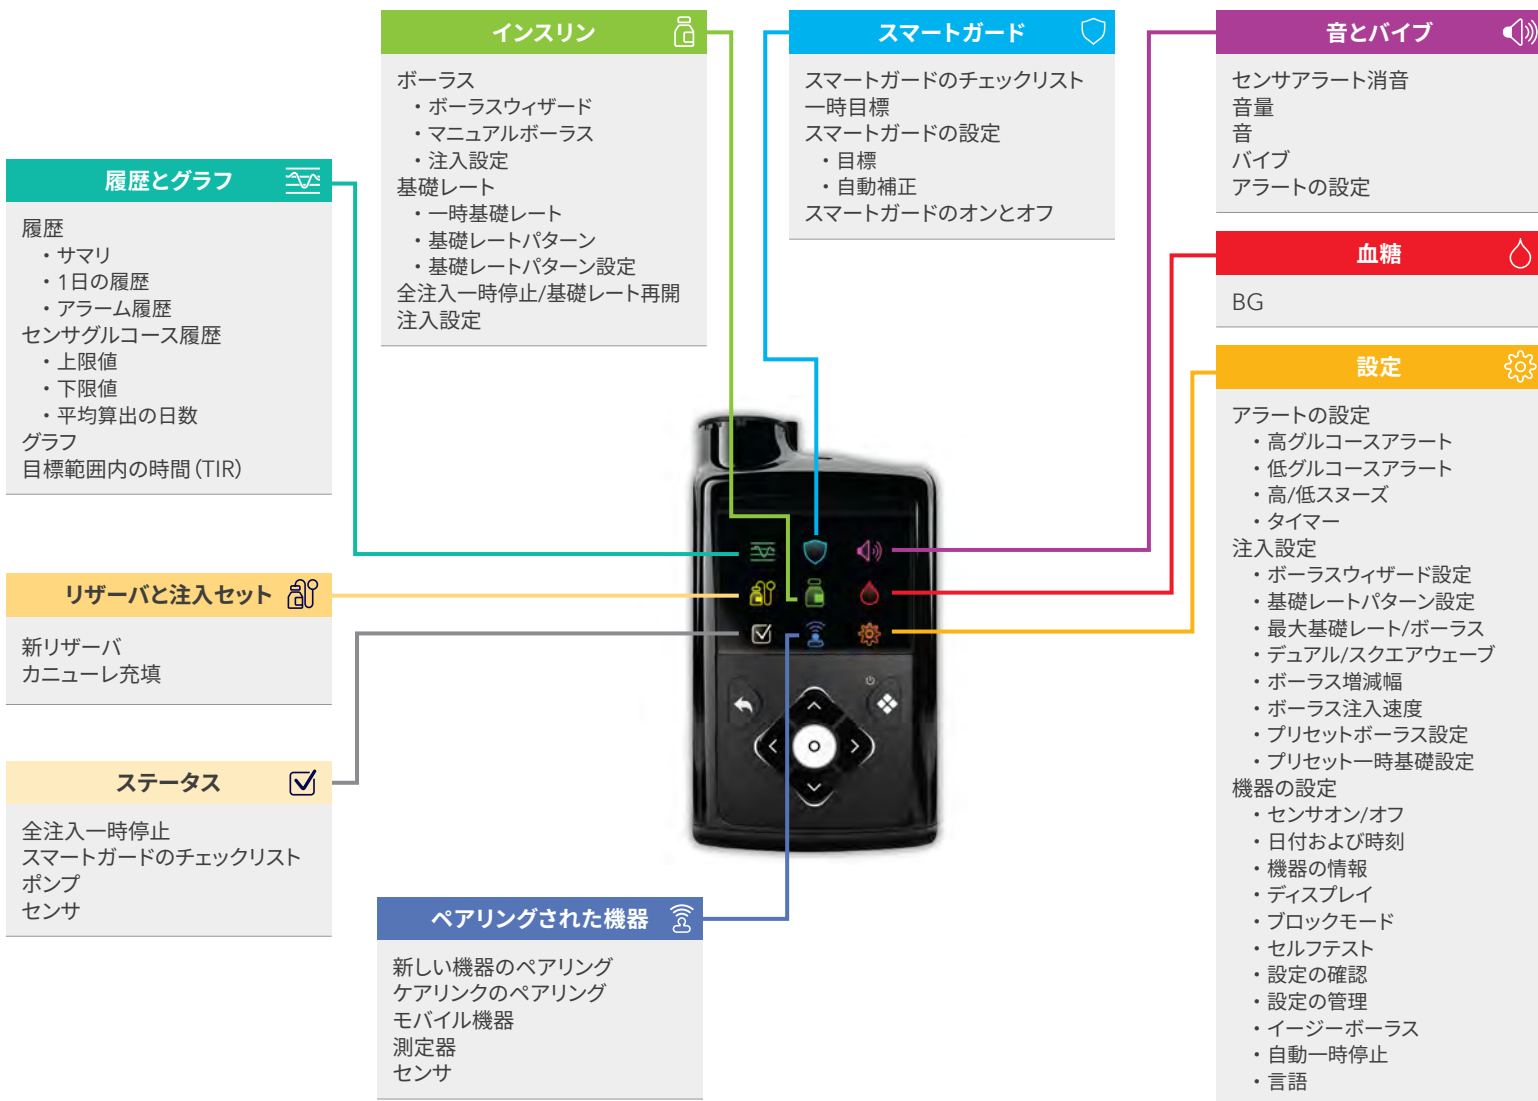 インスリン
ボーラス
・ボーラスウィザード
・マニュアルボーラス
・注入設定
基礎レート
・一時基礎レート
・基礎レートパターン
・基礎レートパターン設定
全注入一時停止/基礎レート再開
注入設定
スマートガード
スマートガードのチェックリスト
一時目標
スマートガードの設定
・目標
・自動補正
スマートガードのオンとオフ
音とバイブ
センサアラート消音
音量
音
バイブ
アラートの設定
履歴とグラフ
履歴
・サマリ
・1日の履歴
・アラーム履歴
センサグルコース履歴
・上限値
・下限値
・平均算出の日数
グラフ
目標範囲内の時間(TIR)
血糖
BG
設定
アラートの設定
・高グルコースアラート
・低グルコースアラート
・高/低スヌーズ
・タイマー
注入設定
・ボーラスウィザード設定
・基礎レートパターン設定
・最大基礎レート/ボーラス
・デュアル/スクエアウェーブ
・ボーラス増減幅
・ボーラス注入速度
・プリセットボーラス設定
・プリセット一時基礎設定
機器の設定
・センサオン/オフ
・日付および時刻
・機器の情報
・ディスプレイ
・ブロックモード
・セルフテスト
・設定の確認
・設定の管理
・イージーボーラス
・自動一時停止
・言語
リザーバと注入セット
新リザーバ
カニューレ充填
ステータス
全注入一時停止
スマートガードのチェックリスト
ポンプ
センサ
ペアリングされた機器
新しい機器のペアリング
ケアリンクのペアリング
モバイル機器
測定器
センサ